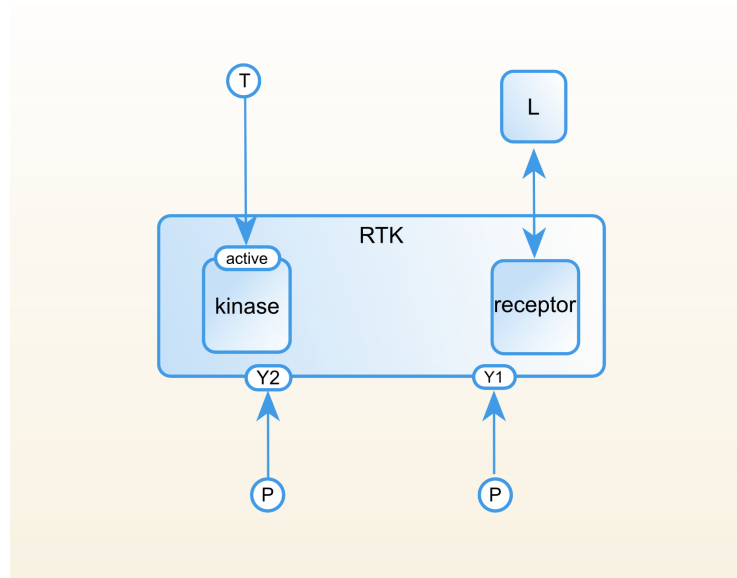 T
L
RTK
active
kinase
receptor
Y2
Y1
P
P